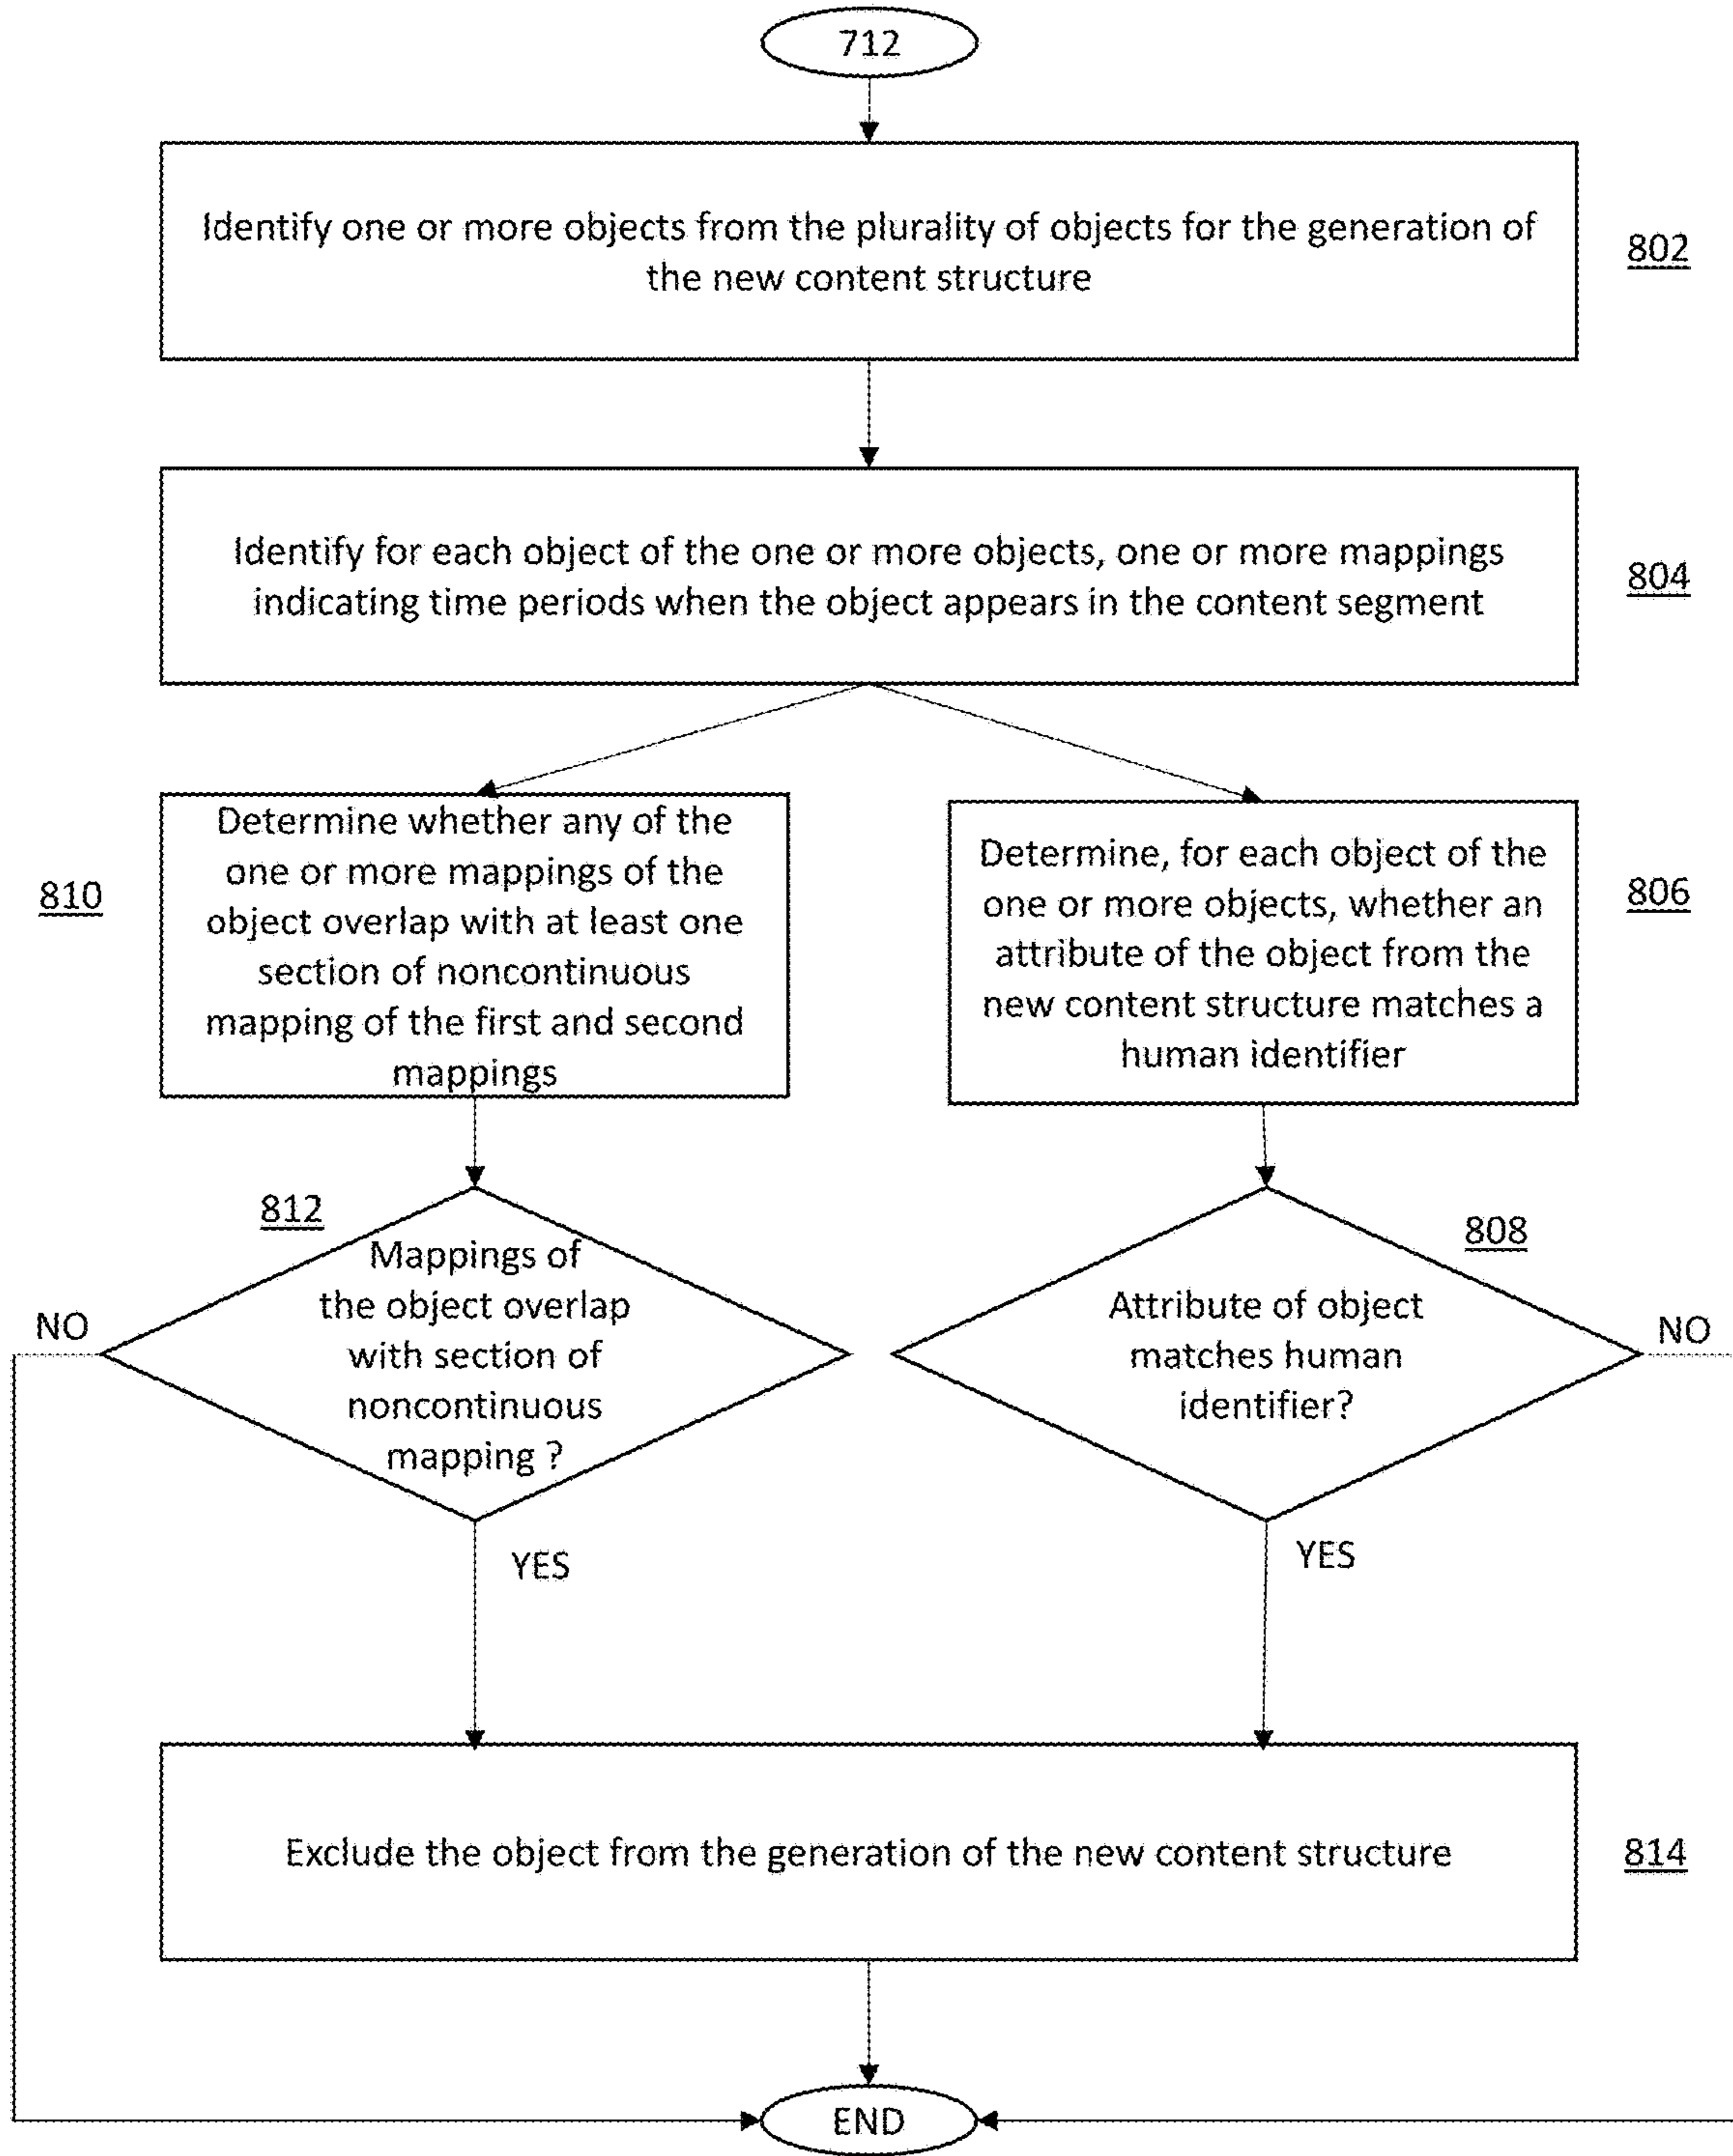 712
Identify one or more objects from the plurality of objects for the generation of
the new content structure
802
Identify for each object of the one or more objects, one or more mappings
indicating time periods when the object appears in the content segment
804
810
Determine whether any of the
one or more mappings of the
object overlap with at least one
section of noncontinuous
mapping of the first and second
mappings
Determine, for each object of the
one or more objects, whether an
attribute of the object from the
new content structure matches a
human identifier
806
812
Mappings of
the object overlap
with section of
noncontinuous
mapping ?
NO
YES
808
Attribute of object
matches human
identifier?
NO
YES
Exclude the object from the generation of the new content structure
814
END